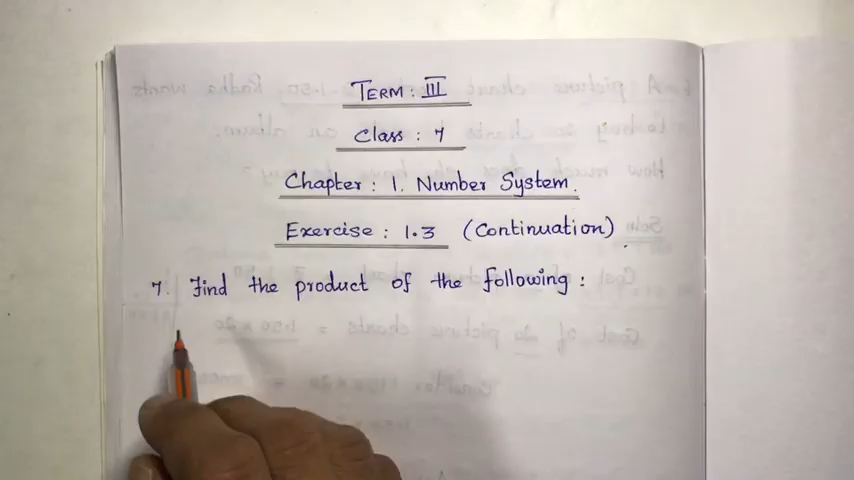 TERM : III
Class : 7
Chapter : 1. Number System.
Exercise : 1.3 (Continuation)
7. Find the product of the following :